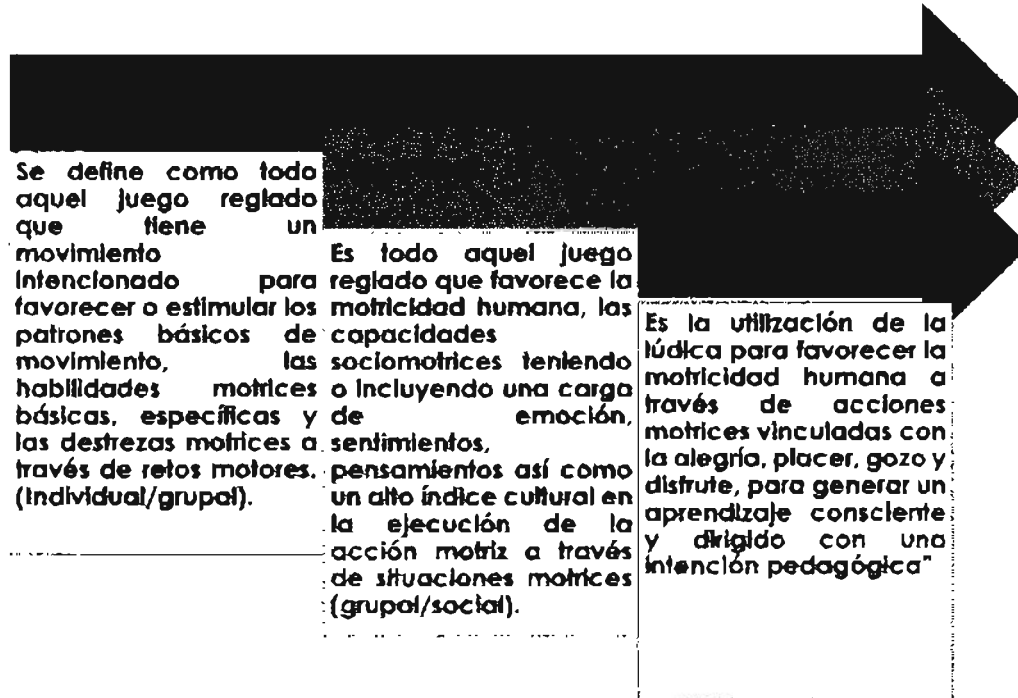 Se define como todo
aquel juego reglado
que tiene un
movimiento
intencionado para
favorecer o estimular los
patrones básicos de
movimiento, las
habilidades motrices
básicas, específicas y
las destrezas motrices a
través de retos motores.
(Individual/grupal).
Es todo aquel juego
reglado que favorece la
motricidad humana, las
capacidades
sociomotrices teniendo
o incluyendo una carga
de emoción,
sentimientos,
pensamientos así como
un alto índice cultural en
la ejecución de la
acción motriz a través
de situaciones motrices
(grupal/social).
Es la utilización de la
lúdica para favorecer la
motricidad humana a
través de acciones
motrices vinculadas con
la alegría, placer, gozo y
disfrute, para generar un
aprendizaje consciente
y dirigido con una
intención pedagógica"